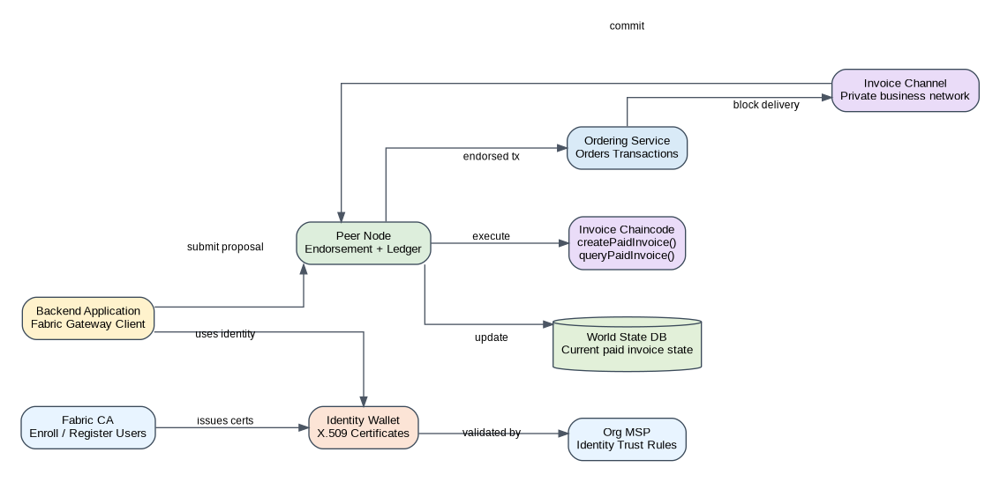 commit
Invoice Channel
Private business network
block delivery
Ordering Service
Orders Transactions
endorsed tx
Peer Node
Endorsement + Ledger
execute
Invoice Chaincode
createPaidInvoice()
queryPaidInvoice()
submit proposal
Backend Application
Fabric Gateway Client
uses identity
update
World State DB
Current paid invoice state
Fabric CA
Enroll / Register Users
issues certs
Identity Wallet
X.509 Certificates
validated by
Org MSP
Identity Trust Rules